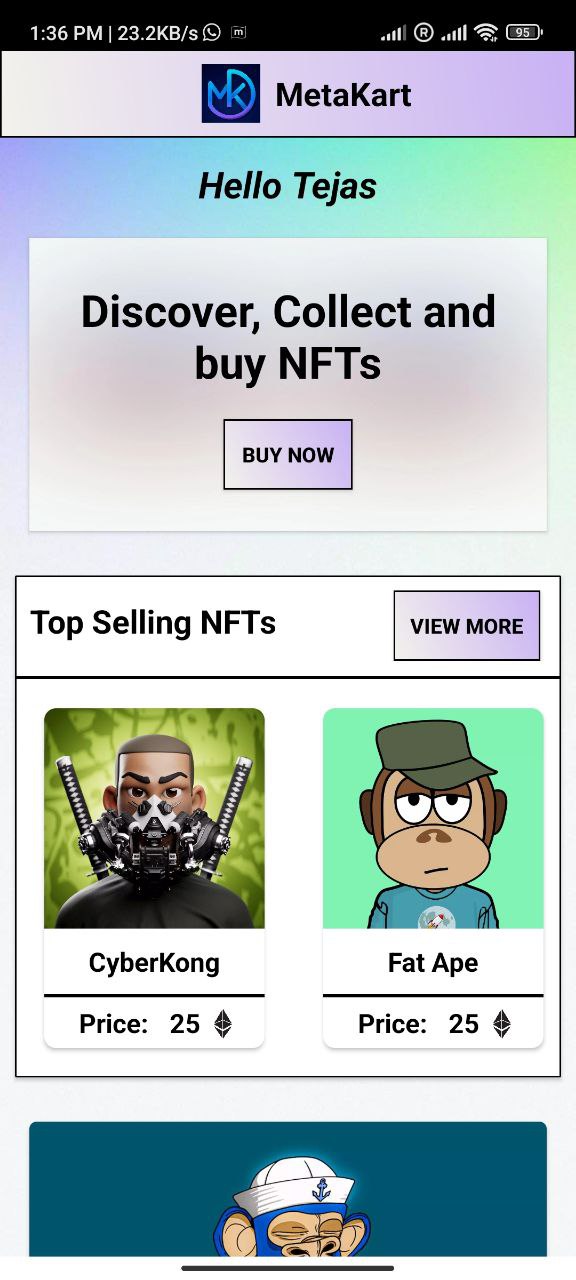 1:36 PM | 23.2KB/s m R 95
MK MetaKart
Hello Tejas
Discover, Collect and
buy NFTs
BUY NOW
Top Selling NFTs
VIEW MORE
CyberKong
Fat Ape
Price: 25
Price: 25